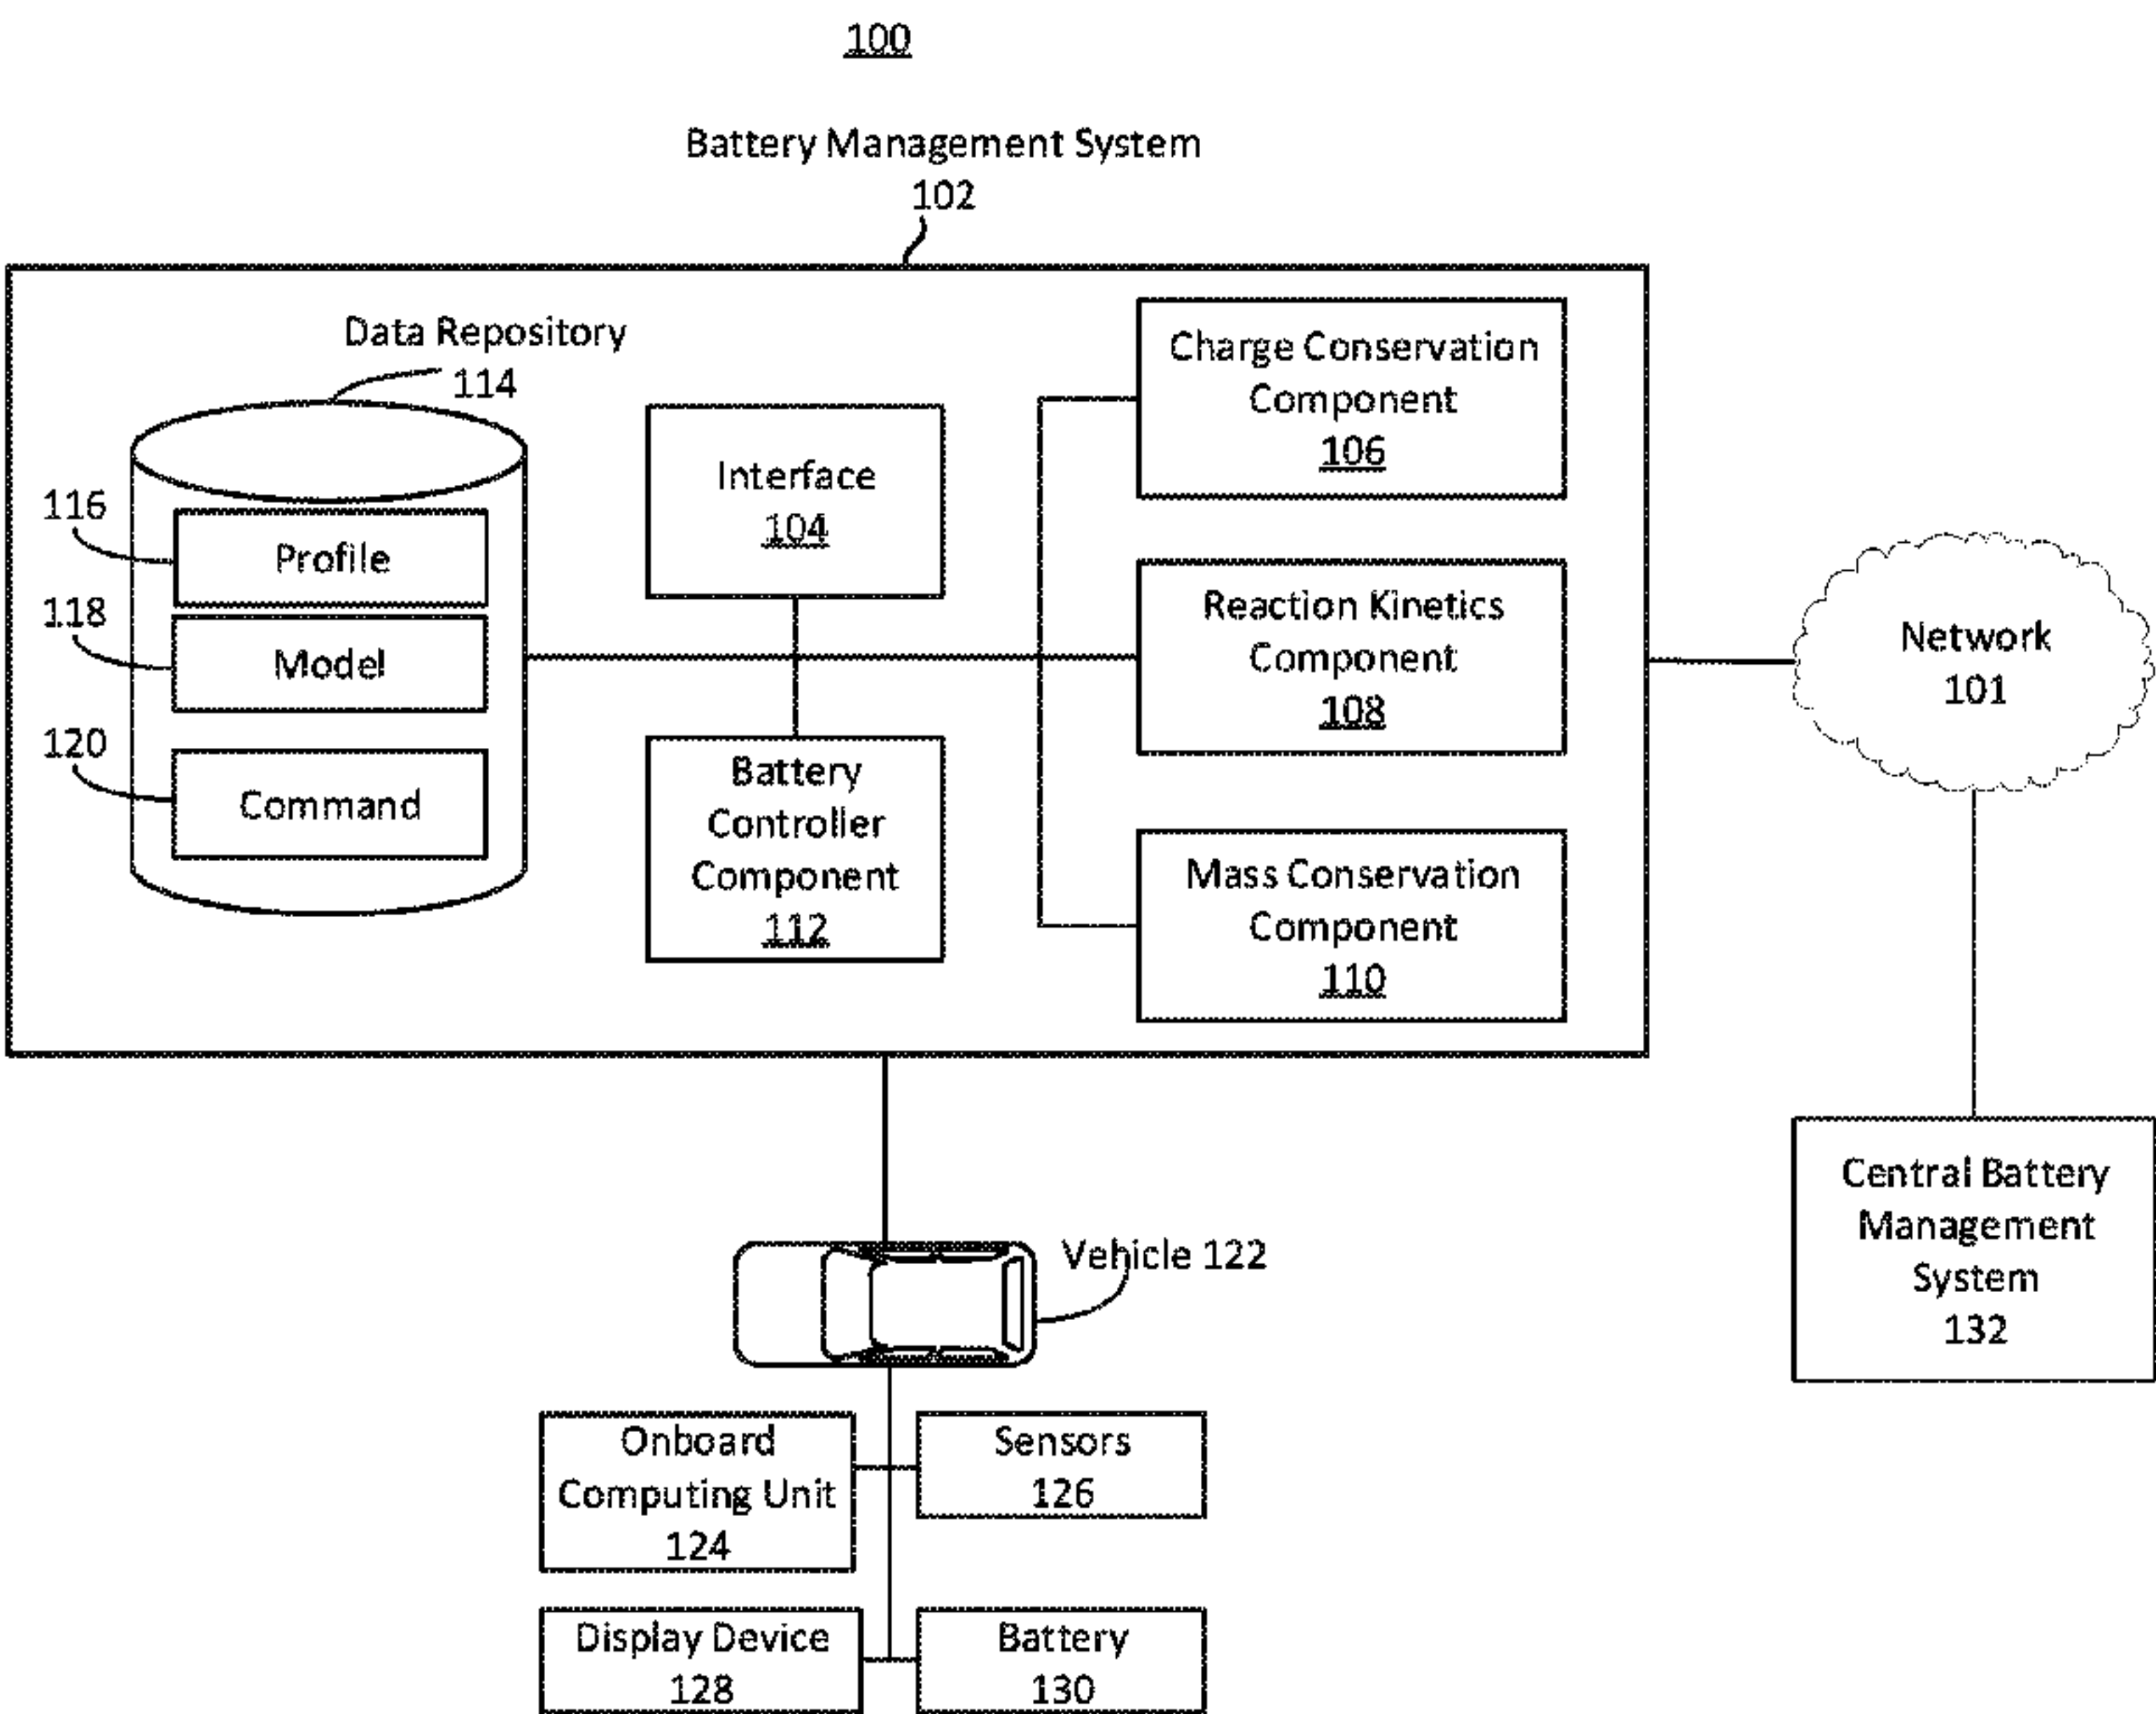 100
Battery Management System
102
Data Repository
114
116
Profile
118
Model
120
Command
Interface
104
Battery
Controller
Component
112
Charge Conservation
Component
106
Reaction Kinetics
Component
108
Mass Conservation
Component
110
Network
101
Central Battery
Management
System
132
Vehicle 122
Onboard
Computing Unit
124
Sensors
126
Display Device
128
Battery
130